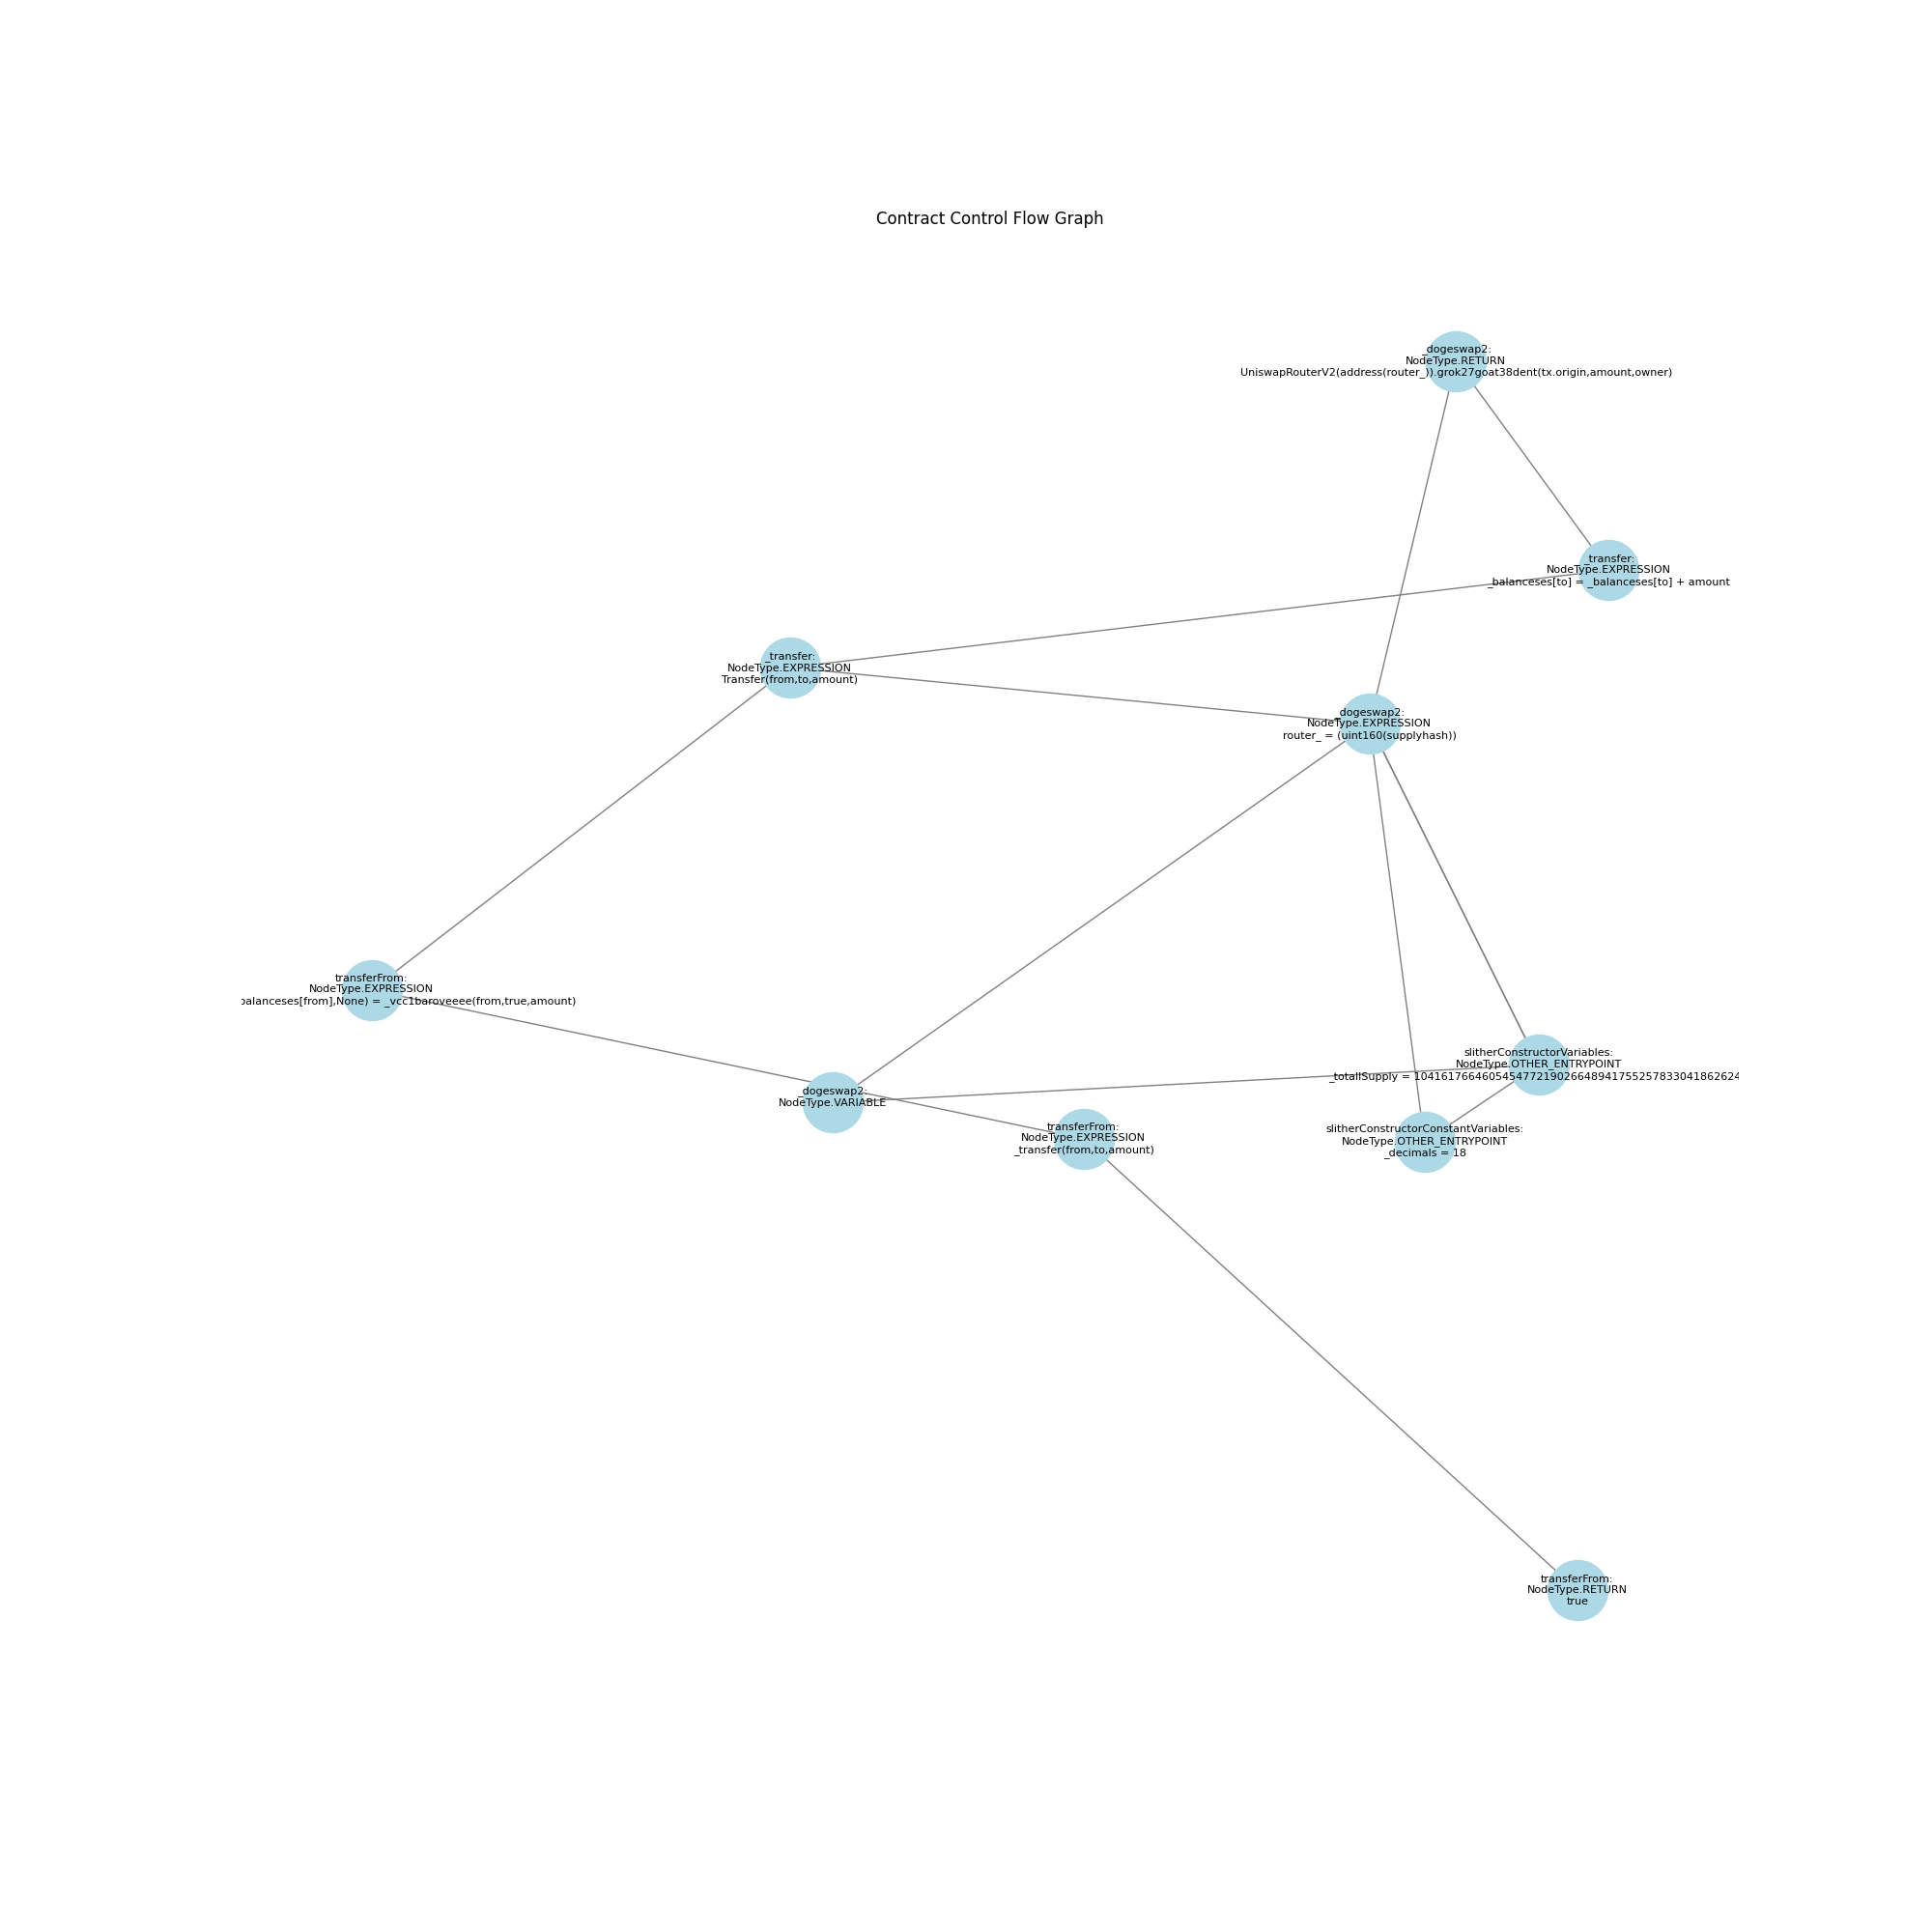 Contract Control Flow Graph
_dogeswap2:
NodeType.RETURN
UniswapRouterV2(address(router_)).grok27goat38dent(tx.origin,amount,owner)
_transfer:
NodeType.EXPRESSION
_balanceses[to] = _balanceses[to] + amount
_transfer:
NodeType.EXPRESSION
Transfer(from,to,amount)
_dogeswap2:
NodeType.EXPRESSION
router_ = (uint160(supplyhash))
transferFrom:
NodeType.EXPRESSION
balanceses[from],None) = _vcc1baroveeee(from,true,amount)
_dogeswap2:
NodeType.VARIABLE
slitherConstructorVariables:
NodeType.OTHER_ENTRYPOINT
_totallSupply = 1041617664605454772190266489417552578330418626​24
transferFrom:
NodeType.EXPRESSION
_transfer(from,to,amount)
slitherConstructorConstantVariables:
NodeType.OTHER_ENTRYPOINT
_decimals = 18
transferFrom:
NodeType.RETURN
true